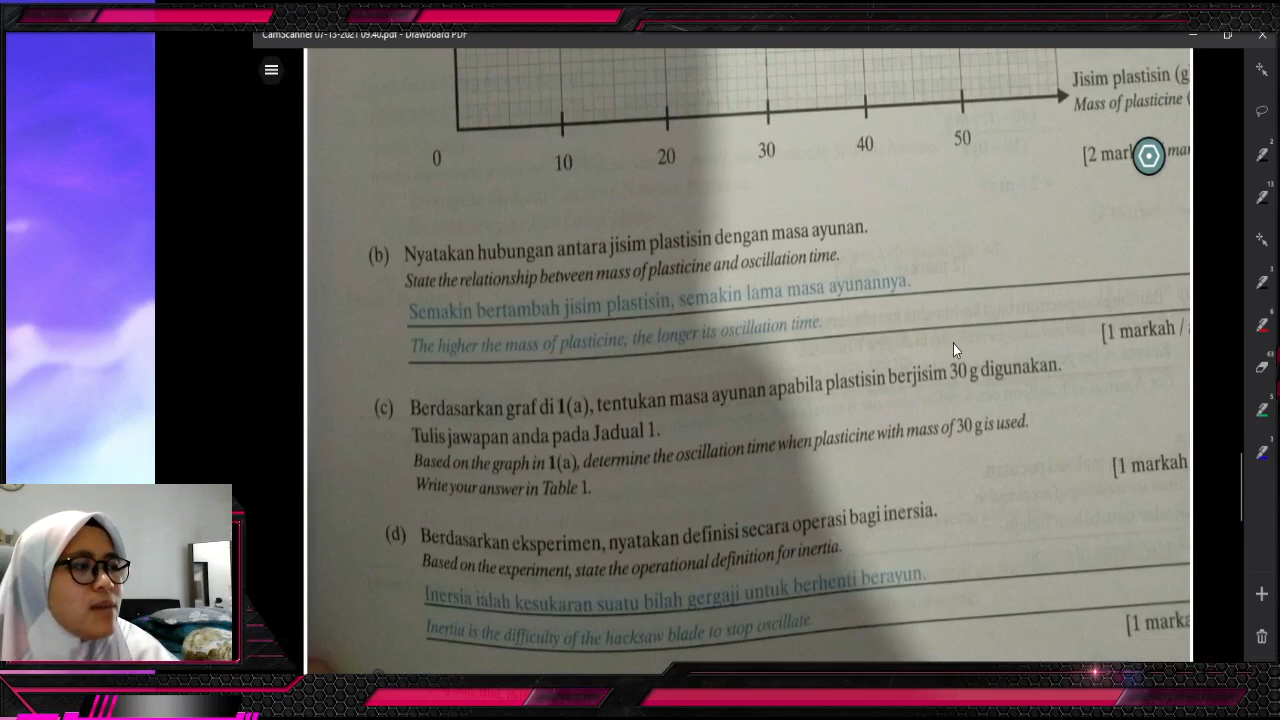 CamScanner 07-13-2021 09.40.pdf - Drawboard PDF
Jisim plastisin (g
Mass of plasticine (
0 10 20 30 40 50
[2 mar mar
(b) Nyatakan hubungan antara jisim plastisin dengan masa ayunan.
State the relationship between mass of plasticine and oscillation time.
Semakin bertambah jisim plastisin, semakin lama masa ayunannya.
The higher the mass of plasticine, the longer its oscillation time.
[1 markah /
(c) Berdasarkan graf di 1(a), tentukan masa ayunan apabila plastisin berjisim 30 g digunakan.
Tulis jawapan anda pada Jadual 1.
Based on the graph in 1(a), determine the oscillation time when plasticine with mass of 30 g is used.
Write your answer in Table 1.
[1 markah
(d) Berdasarkan eksperimen, nyatakan definisi secara operasi bagi inersia.
Based on the experiment, state the operational definition for inertia.
Inersia ialah kesukaran suatu bilah gergaji untuk berhenti berayun.
Inertia is the difficulty of the hacksaw blade to stop oscillate.
[1 marka